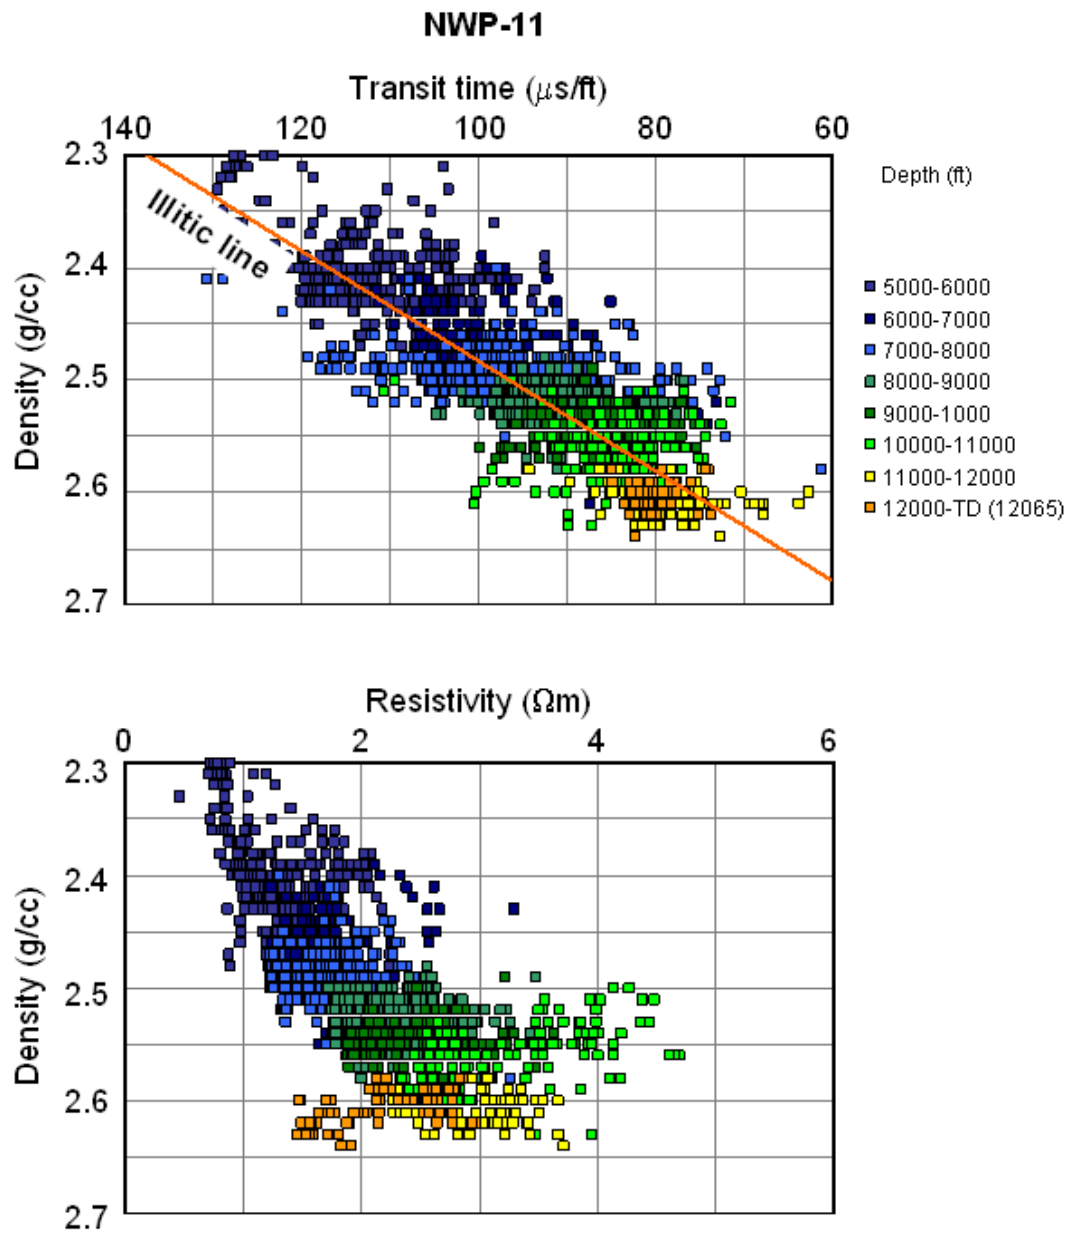 NWP-11
Transit time (μs/ft)
140 120 100 80 60
2.3
2.4
2.5
2.6
2.7
Density (g/cc)
Illitic line
Depth (ft)
5000-6000
6000-7000
7000-8000
8000-9000
9000-1000
10000-11000
11000-12000
12000-TD (12065)
Resistivity (Ωm)
0 2 4 6
2.3
2.4
2.5
2.6
2.7
Density (g/cc)